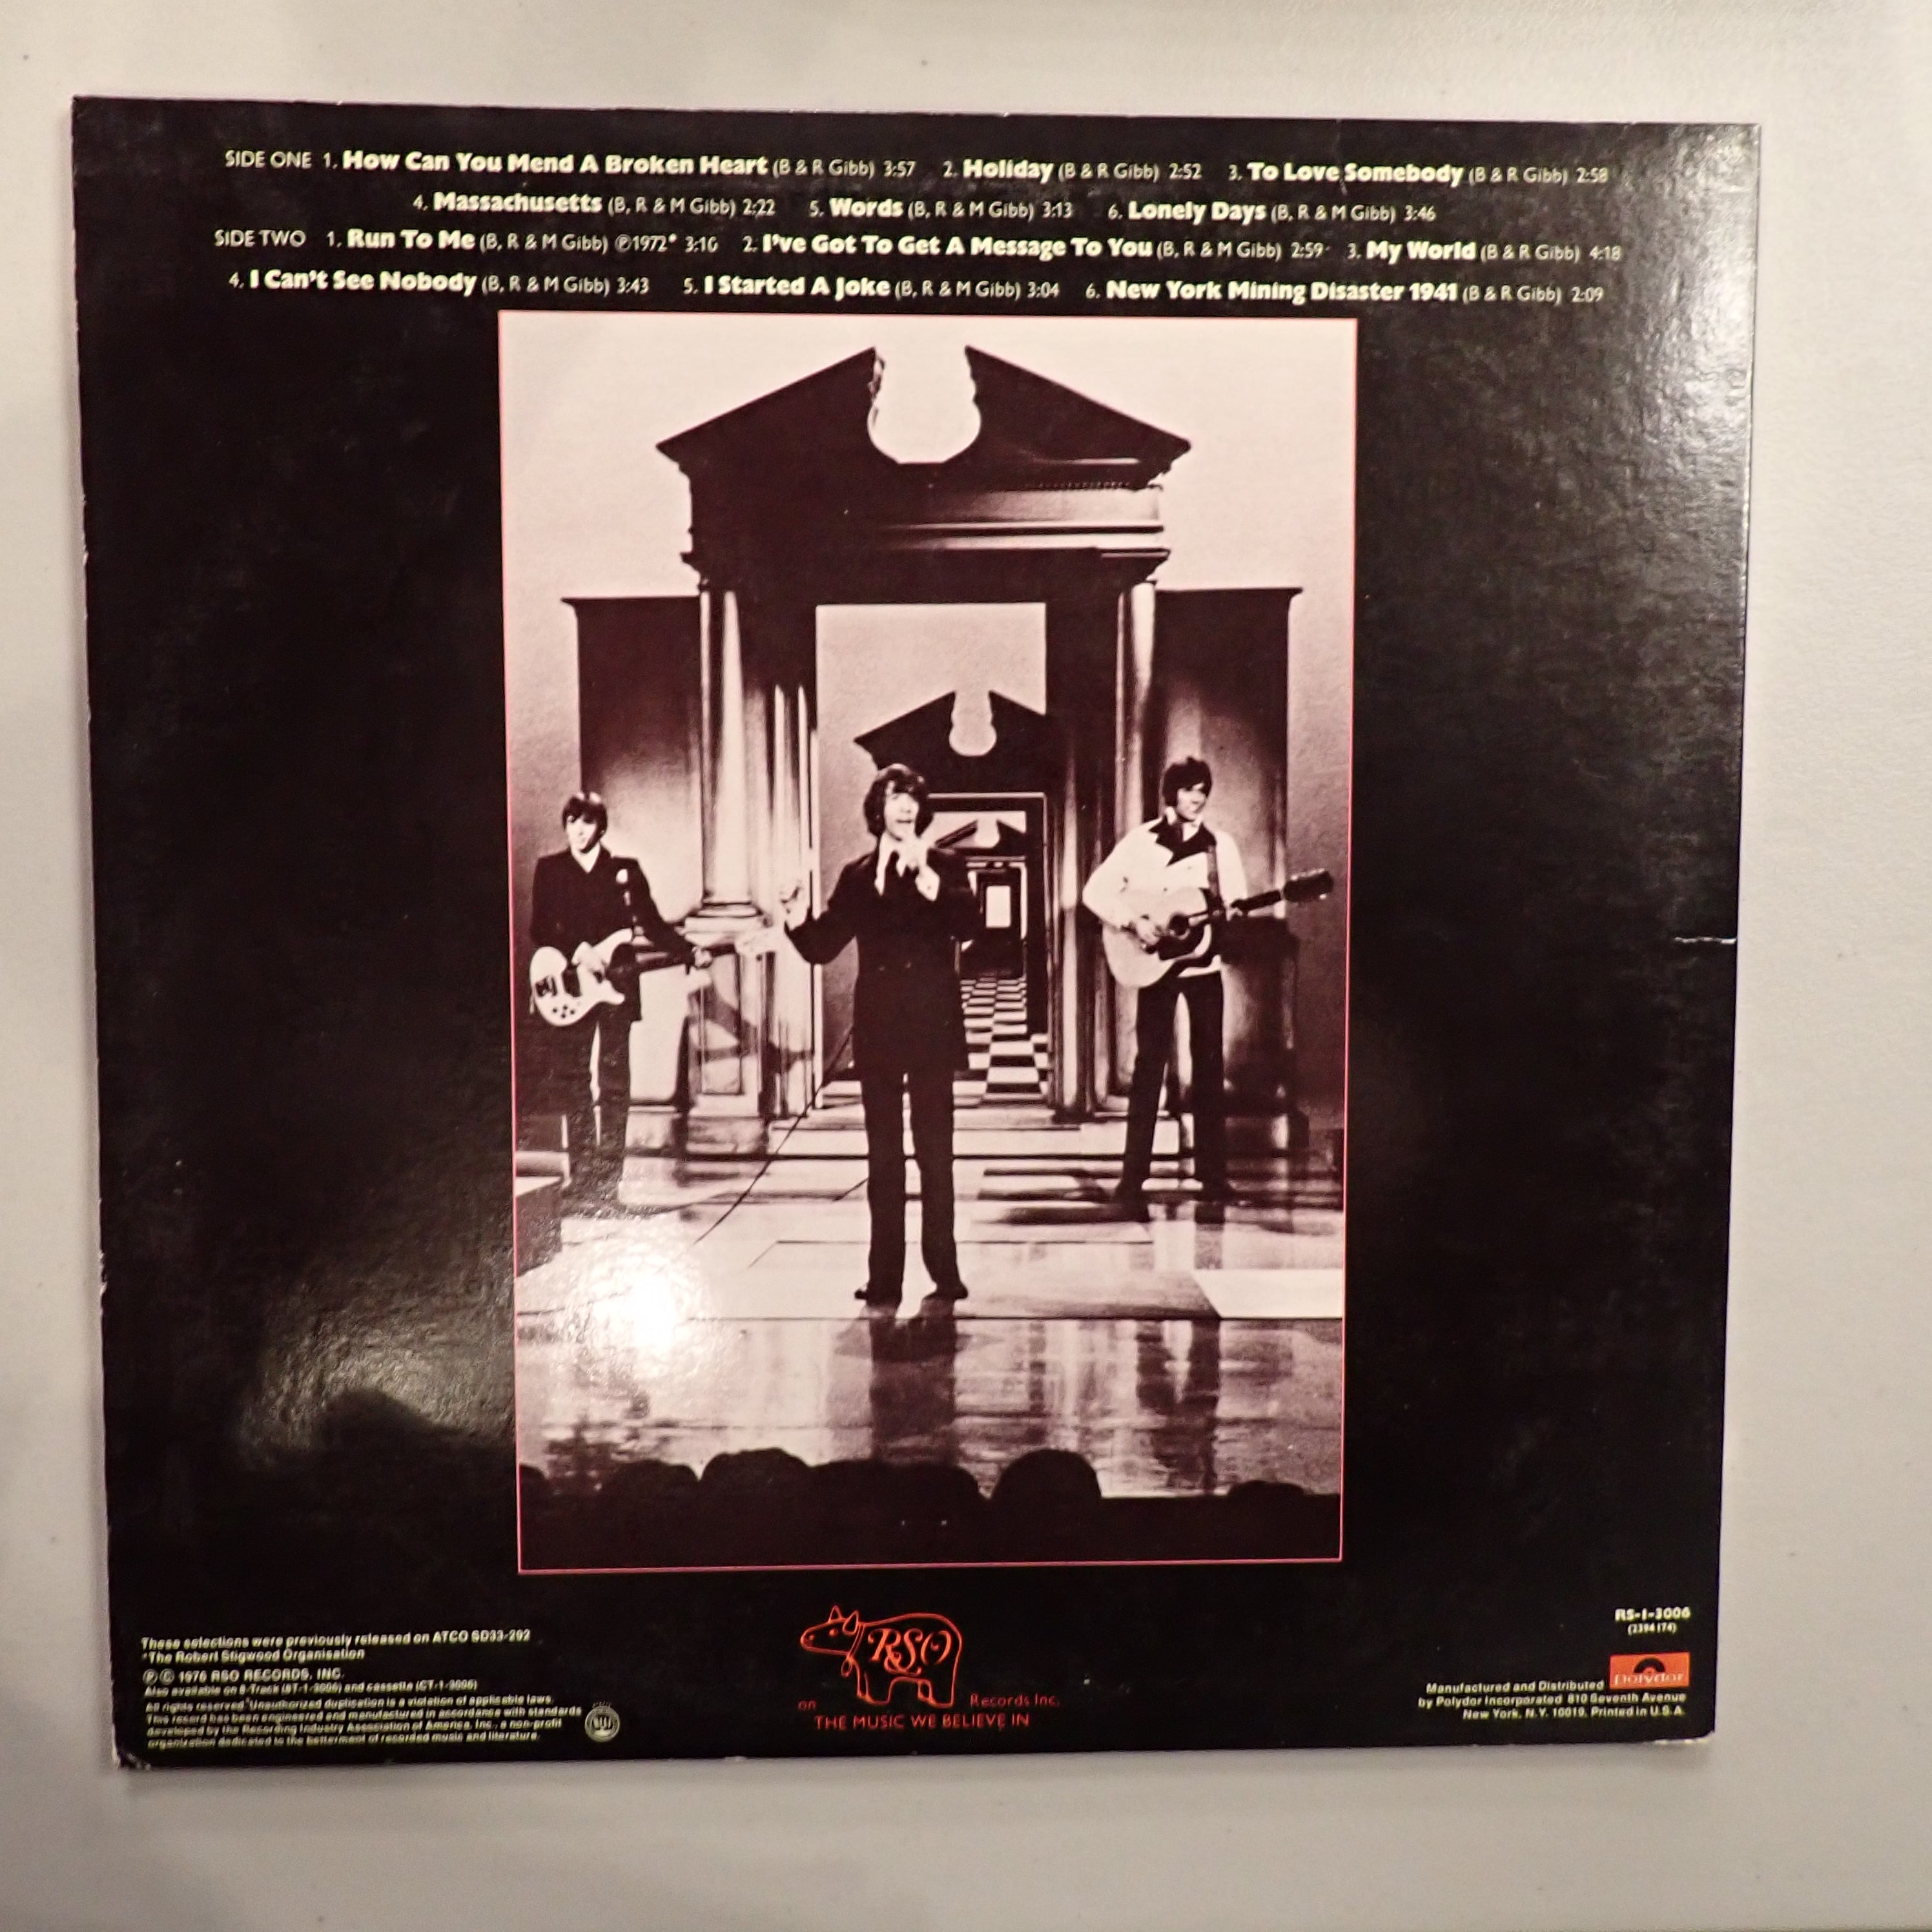 SIDE ONE 1. How Can You Mend A Broken Heart (B & R Gibb) 3:57 2. Holiday (B & R Gibb) 2:52 3. To Love Somebody (B & R Gibb) 2:58
4. Massachusetts (B, R & M Gibb) 2:22 5. Words (B, R & M Gibb) 3:13 6. Lonely Days (B, R & M Gibb) 3:46
SIDE TWO 1. Run To Me (B, R & M Gibb) ℗1972* 3:10 2. I've Got To Get A Message To You (B, R & M Gibb) 2:59 3. My World (B & R Gibb) 4:18
4. I Can't See Nobody (B, R & M Gibb) 3:43 5. I Started A Joke (B, R & M Gibb) 3:04 6. New York Mining Disaster 1941 (B & R Gibb) 2:09
These selections were previously released on ATCO SD33-292
*The Robert Stigwood Organisation
℗ © 1976 RSO RECORDS, INC.
Also available on 8-Track (8T-1-3006) and cassette (CT-1-3006)
All rights reserved. Unauthorized duplication is a violation of applicable laws.
This record has been engineered and manufactured in accordance with standards
developed by the Recording Industry Association of America, Inc., a non-profit
organization dedicated to the betterment of recorded music and literature.
RSO
on Records Inc.
THE MUSIC WE BELIEVE IN
RS-1-3006
(2394 174)
polydor
Manufactured and Distributed
by Polydor Incorporated 810 Seventh Avenue
New York, N.Y. 10019. Printed in U.S.A.